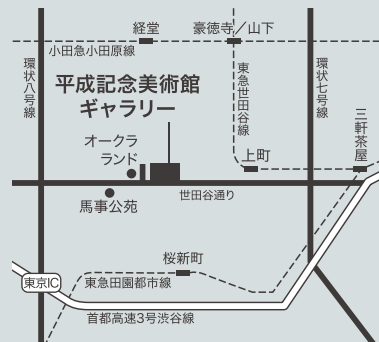 経堂
豪徳寺／山下
小田急小田原線
環状八号線
平成記念美術館
ギャラリー
東急世田谷線
環状七号線
三軒茶屋
オークラ
ランド
上町
馬事公苑
世田谷通り
桜新町
東京IC
東急田園都市線
首都高速3号渋谷線